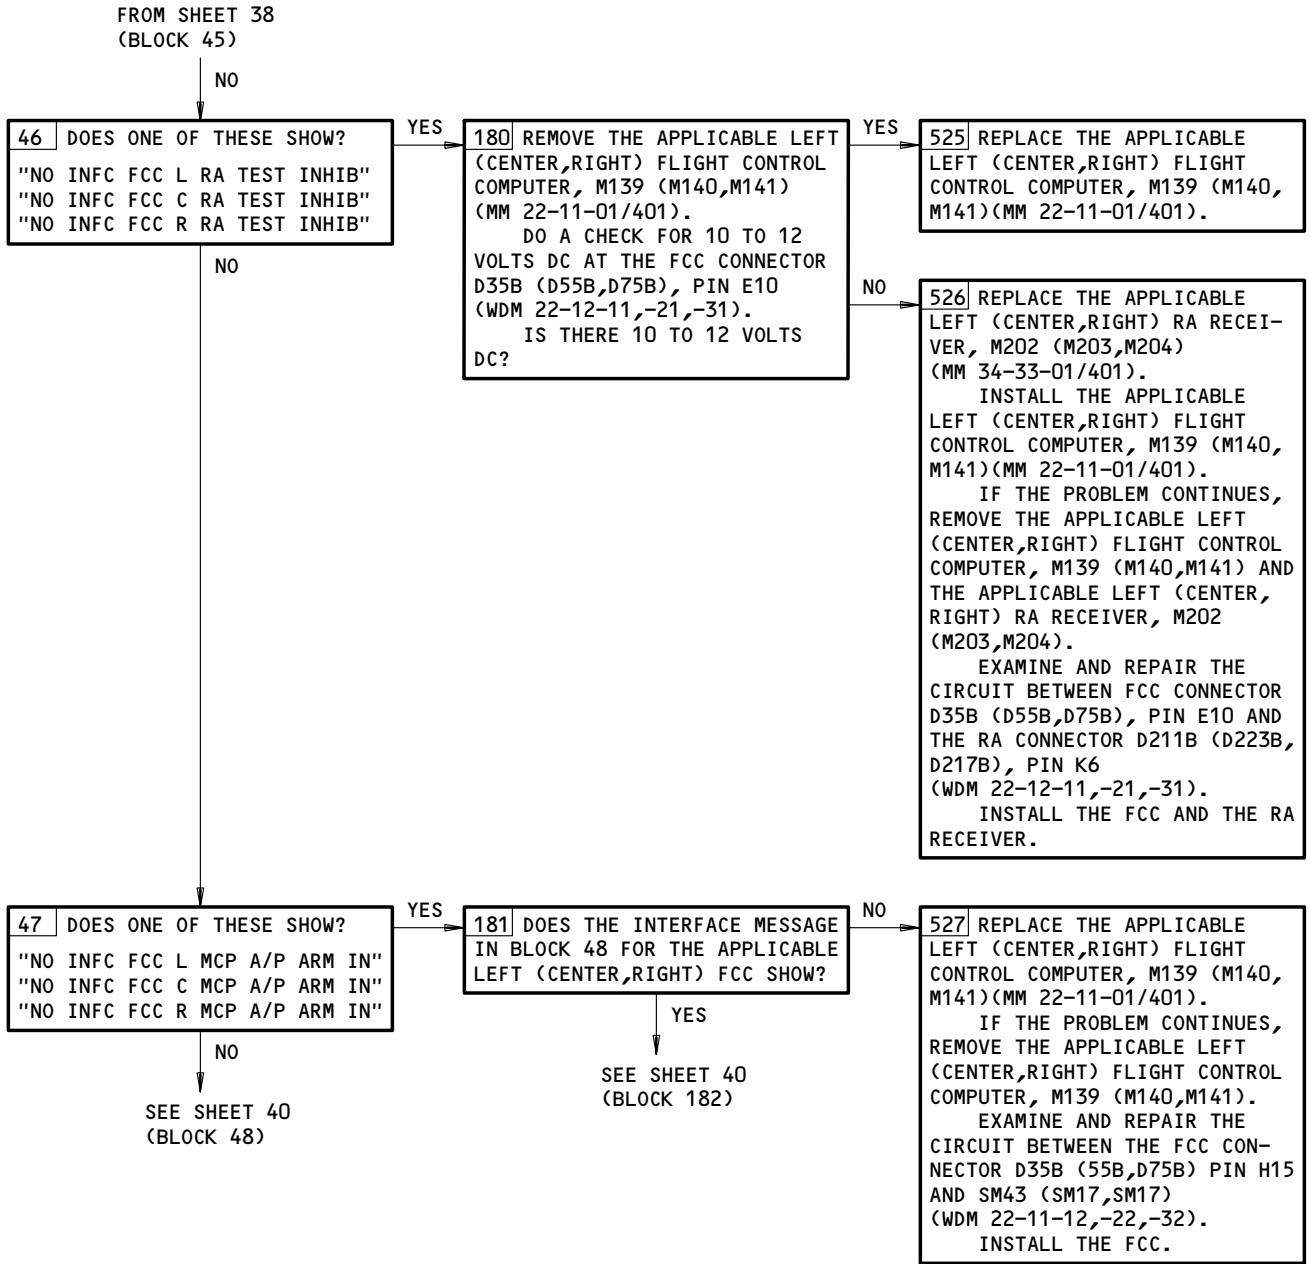 FROM SHEET 38
(BLOCK 45)
NO
46 DOES ONE OF THESE SHOW?
"NO INFC FCC L RA TEST INHIB"
"NO INFC FCC C RA TEST INHIB"
"NO INFC FCC R RA TEST INHIB"
YES
NO
180 REMOVE THE APPLICABLE LEFT
(CENTER,RIGHT) FLIGHT CONTROL
COMPUTER, M139 (M140,M141)
(MM 22-11-01/401).
DO A CHECK FOR 10 TO 12
VOLTS DC AT THE FCC CONNECTOR
D35B (D55B,D75B), PIN E10
(WDM 22-12-11,-21,-31).
IS THERE 10 TO 12 VOLTS
DC?
YES
525 REPLACE THE APPLICABLE
LEFT (CENTER,RIGHT) FLIGHT
CONTROL COMPUTER, M139 (M140,
M141)(MM 22-11-01/401).
NO
526 REPLACE THE APPLICABLE
LEFT (CENTER,RIGHT) RA RECEI-
VER, M202 (M203,M204)
(MM 34-33-01/401).
INSTALL THE APPLICABLE
LEFT (CENTER,RIGHT) FLIGHT
CONTROL COMPUTER, M139 (M140,
M141)(MM 22-11-01/401).
IF THE PROBLEM CONTINUES,
REMOVE THE APPLICABLE LEFT
(CENTER,RIGHT) FLIGHT CONTROL
COMPUTER, M139 (M140,M141) AND
THE APPLICABLE LEFT (CENTER,
RIGHT) RA RECEIVER, M202
(M203,M204).
EXAMINE AND REPAIR THE
CIRCUIT BETWEEN FCC CONNECTOR
D35B (D55B,D75B), PIN E10 AND
THE RA CONNECTOR D211B (D223B,
D217B), PIN K6
(WDM 22-12-11,-21,-31).
INSTALL THE FCC AND THE RA
RECEIVER.
47 DOES ONE OF THESE SHOW?
"NO INFC FCC L MCP A/P ARM IN"
"NO INFC FCC C MCP A/P ARM IN"
"NO INFC FCC R MCP A/P ARM IN"
YES
NO
SEE SHEET 40
(BLOCK 48)
181 DOES THE INTERFACE MESSAGE
IN BLOCK 48 FOR THE APPLICABLE
LEFT (CENTER,RIGHT) FCC SHOW?
YES
SEE SHEET 40
(BLOCK 182)
NO
527 REPLACE THE APPLICABLE
LEFT (CENTER,RIGHT) FLIGHT
CONTROL COMPUTER, M139 (M140,
M141)(MM 22-11-01/401).
IF THE PROBLEM CONTINUES,
REMOVE THE APPLICABLE LEFT
(CENTER,RIGHT) FLIGHT CONTROL
COMPUTER, M139 (M140,M141).
EXAMINE AND REPAIR THE
CIRCUIT BETWEEN THE FCC CON-
NECTOR D35B (55B,D75B) PIN H15
AND SM43 (SM17,SM17)
(WDM 22-11-12,-22,-32).
INSTALL THE FCC.